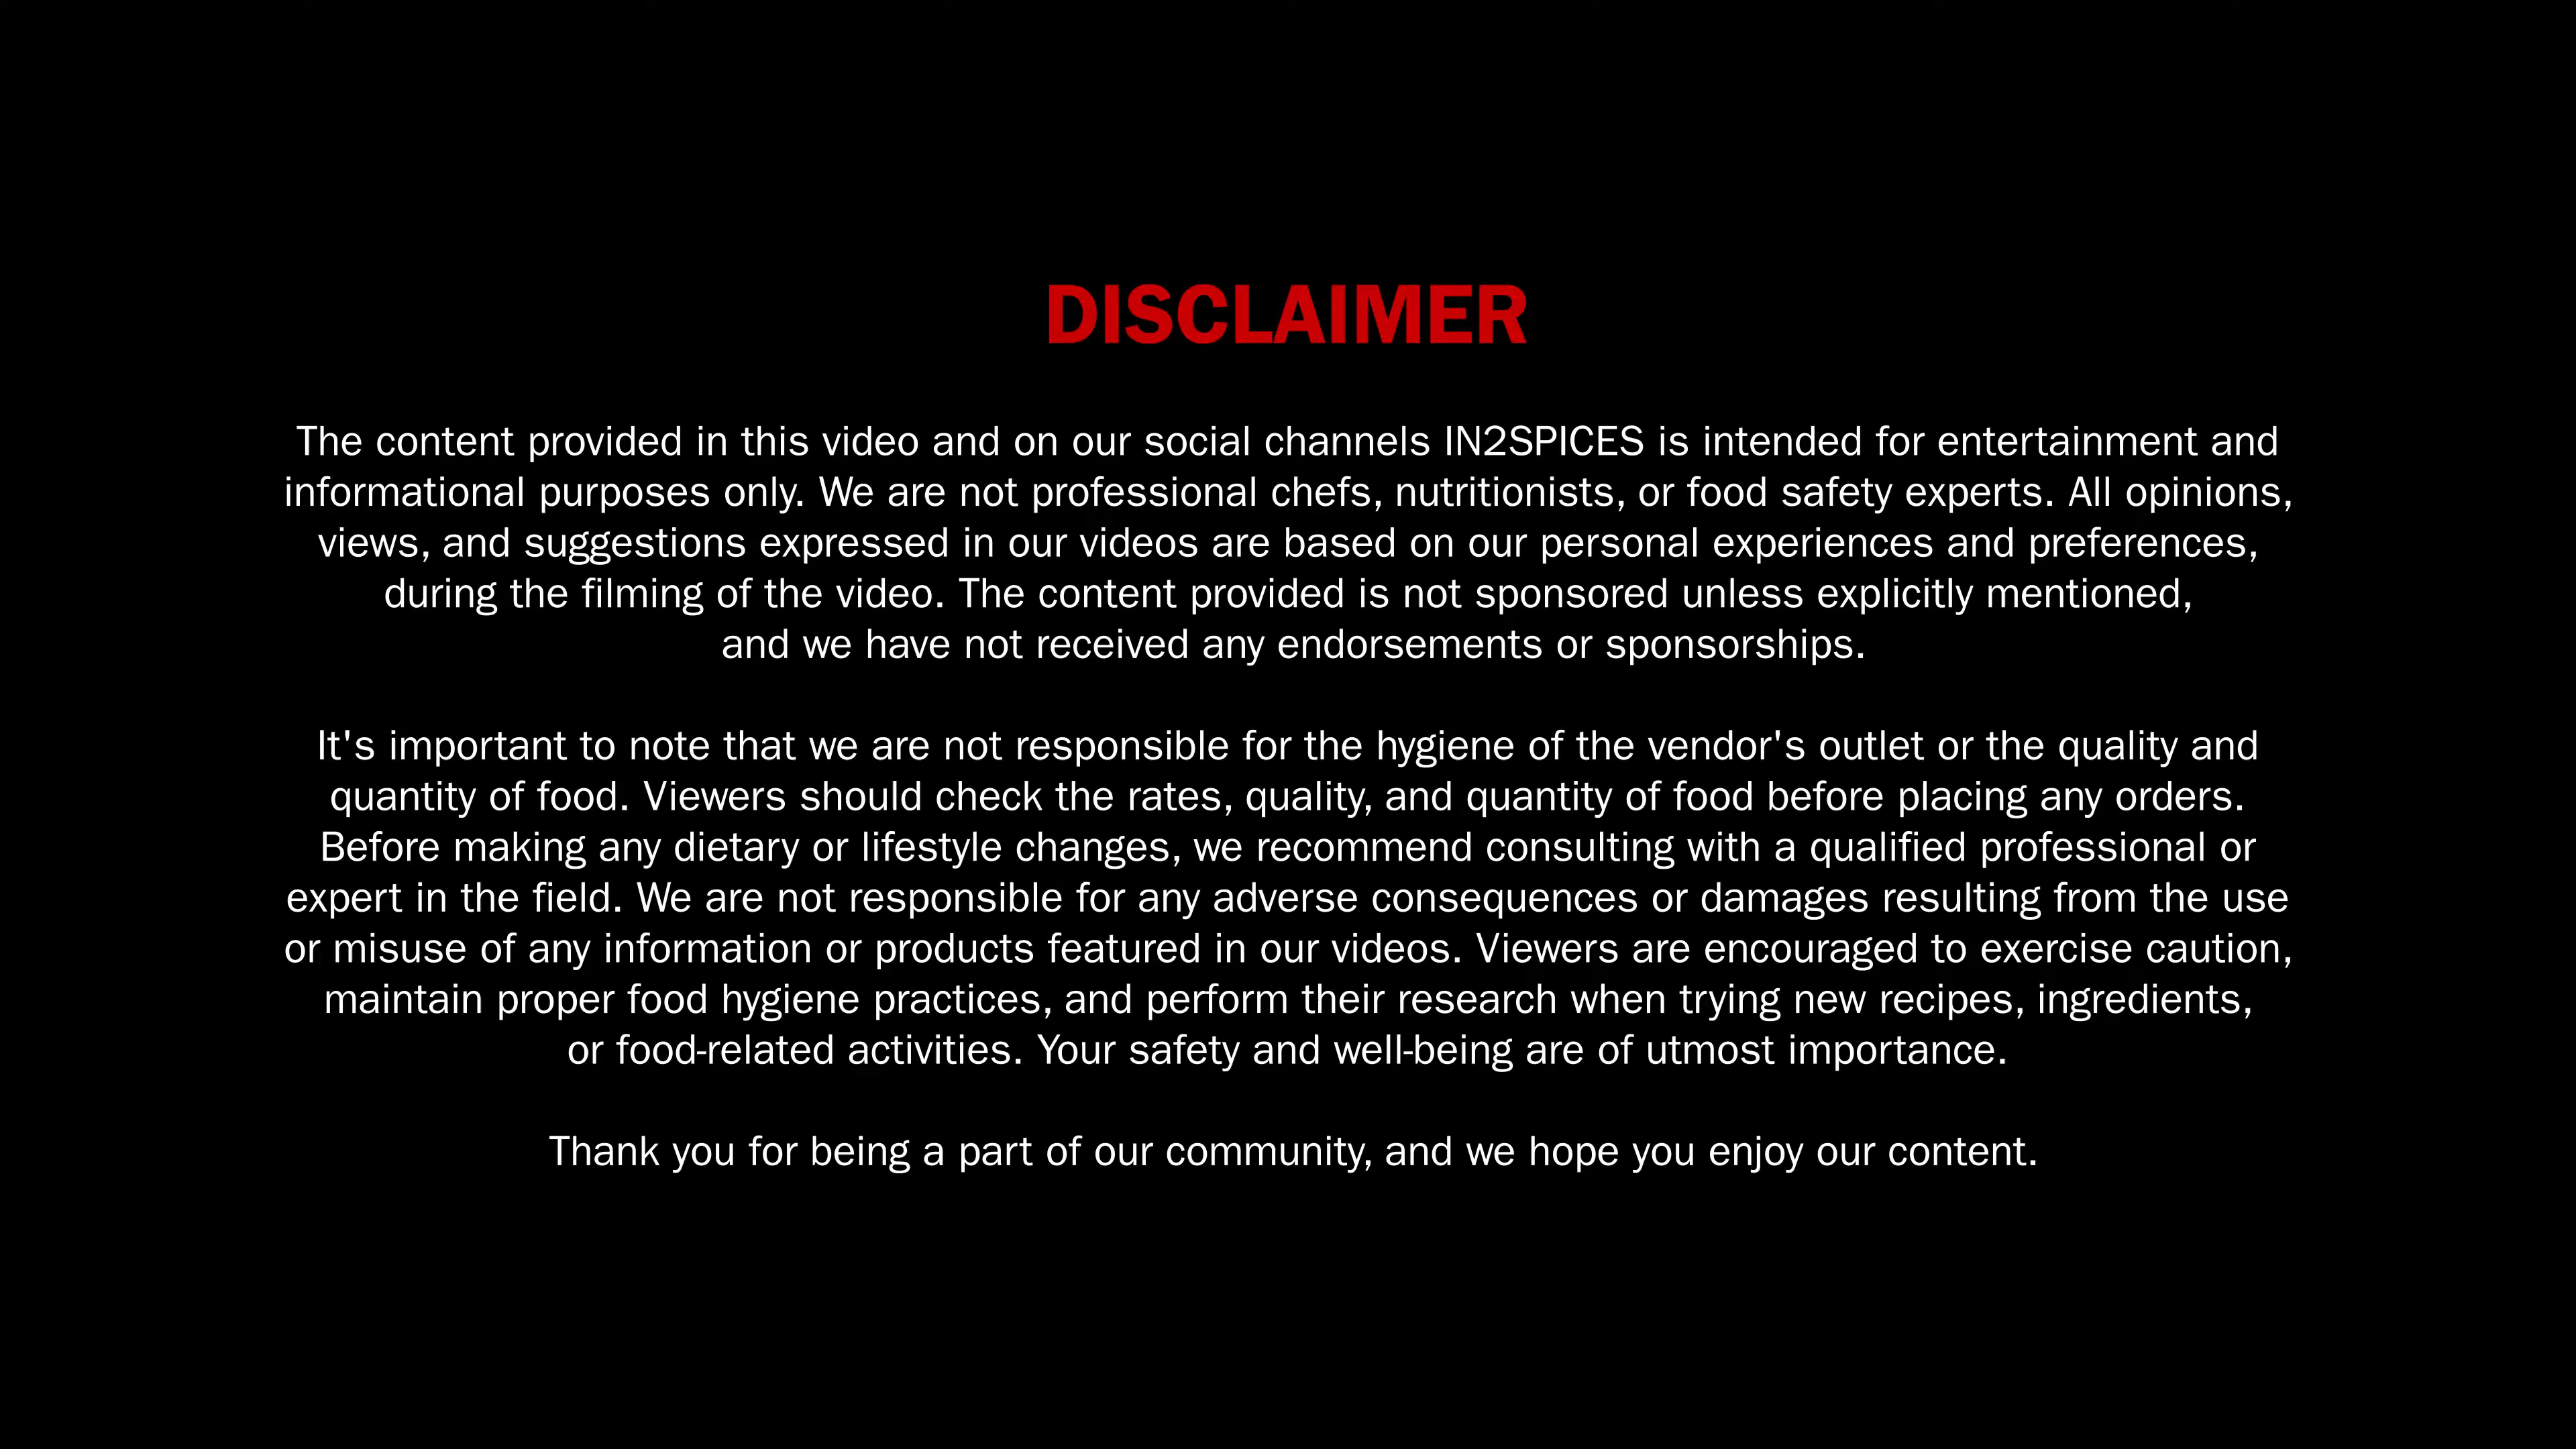 DISCLAIMER
The content provided in this video and on our social channels IN2SPICES is intended for entertainment and
informational purposes only. We are not professional chefs, nutritionists, or food safety experts. All opinions,
views, and suggestions expressed in our videos are based on our personal experiences and preferences,
during the filming of the video. The content provided is not sponsored unless explicitly mentioned,
and we have not received any endorsements or sponsorships.
It's important to note that we are not responsible for the hygiene of the vendor's outlet or the quality and
quantity of food. Viewers should check the rates, quality, and quantity of food before placing any orders.
Before making any dietary or lifestyle changes, we recommend consulting with a qualified professional or
expert in the field. We are not responsible for any adverse consequences or damages resulting from the use
or misuse of any information or products featured in our videos. Viewers are encouraged to exercise caution,
maintain proper food hygiene practices, and perform their research when trying new recipes, ingredients,
or food-related activities. Your safety and well-being are of utmost importance.
Thank you for being a part of our community, and we hope you enjoy our content.